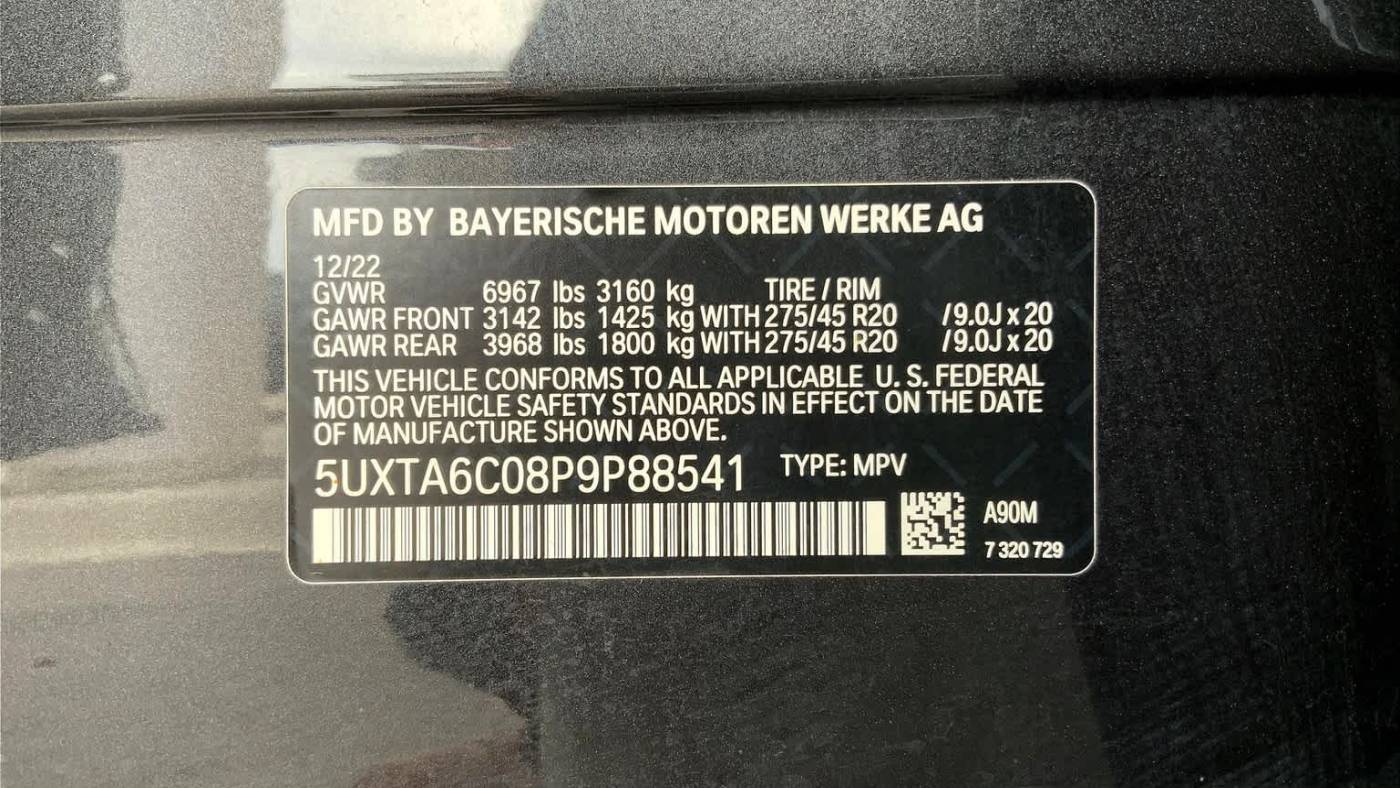 MFD BY BAYERISCHE MOTOREN WERKE AG
12/22
GVWR 6967 lbs 3160 kg TIRE / RIM
GAWR FRONT 3142 lbs 1425 kg WITH 275/45 R20 / 9.0J x 20
GAWR REAR 3968 lbs 1800 kg WITH 275/45 R20 / 9.0J x 20
THIS VEHICLE CONFORMS TO ALL APPLICABLE U. S. FEDERAL
MOTOR VEHICLE SAFETY STANDARDS IN EFFECT ON THE DATE
OF MANUFACTURE SHOWN ABOVE.
5UXTA6C08P9P88541 TYPE: MPV
A90M
7 320 729